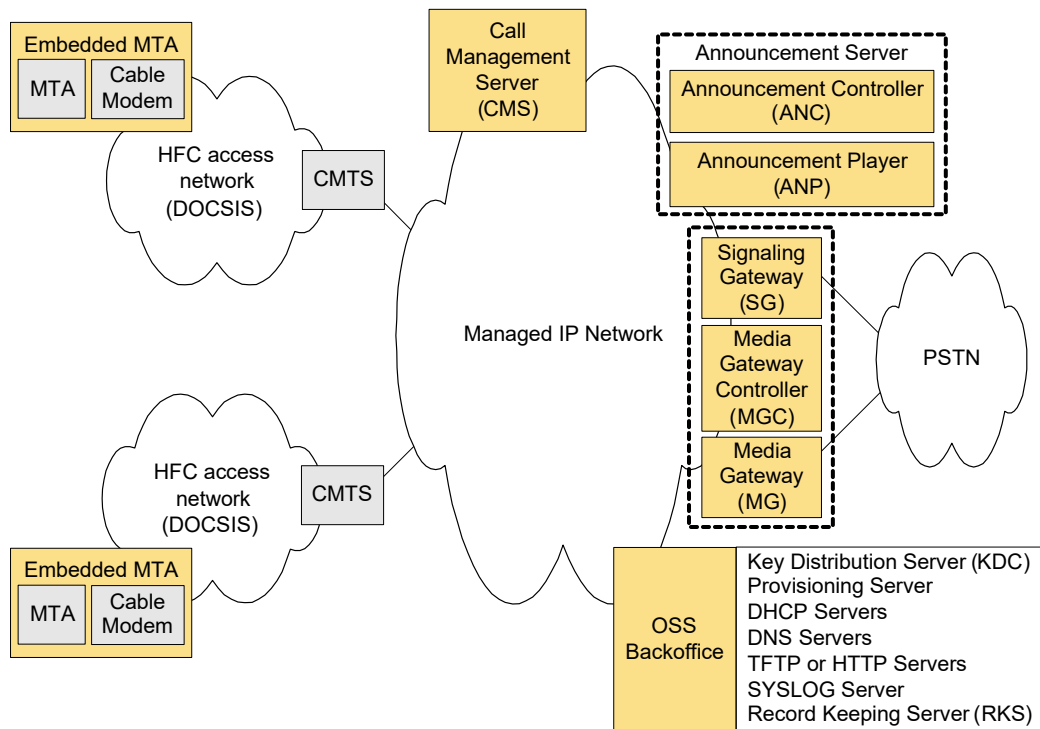 Embedded MTA
MTA
Cable
Modem
HFC access
network
(DOCSIS)
CMTS
Call
Management
Server
(CMS)
Announcement Server
Announcement Controller
(ANC)
Announcement Player
(ANP)
Signaling
Gateway
(SG)
Media
Gateway
Controller
(MGC)
Media
Gateway
(MG)
Managed IP Network
PSTN
HFC access
network
(DOCSIS)
CMTS
Embedded MTA
MTA
Cable
Modem
OSS
Backoffice
Key Distribution Server (KDC)
Provisioning Server
DHCP Servers
DNS Servers
TFTP or HTTP Servers
SYSLOG Server
Record Keeping Server (RKS)